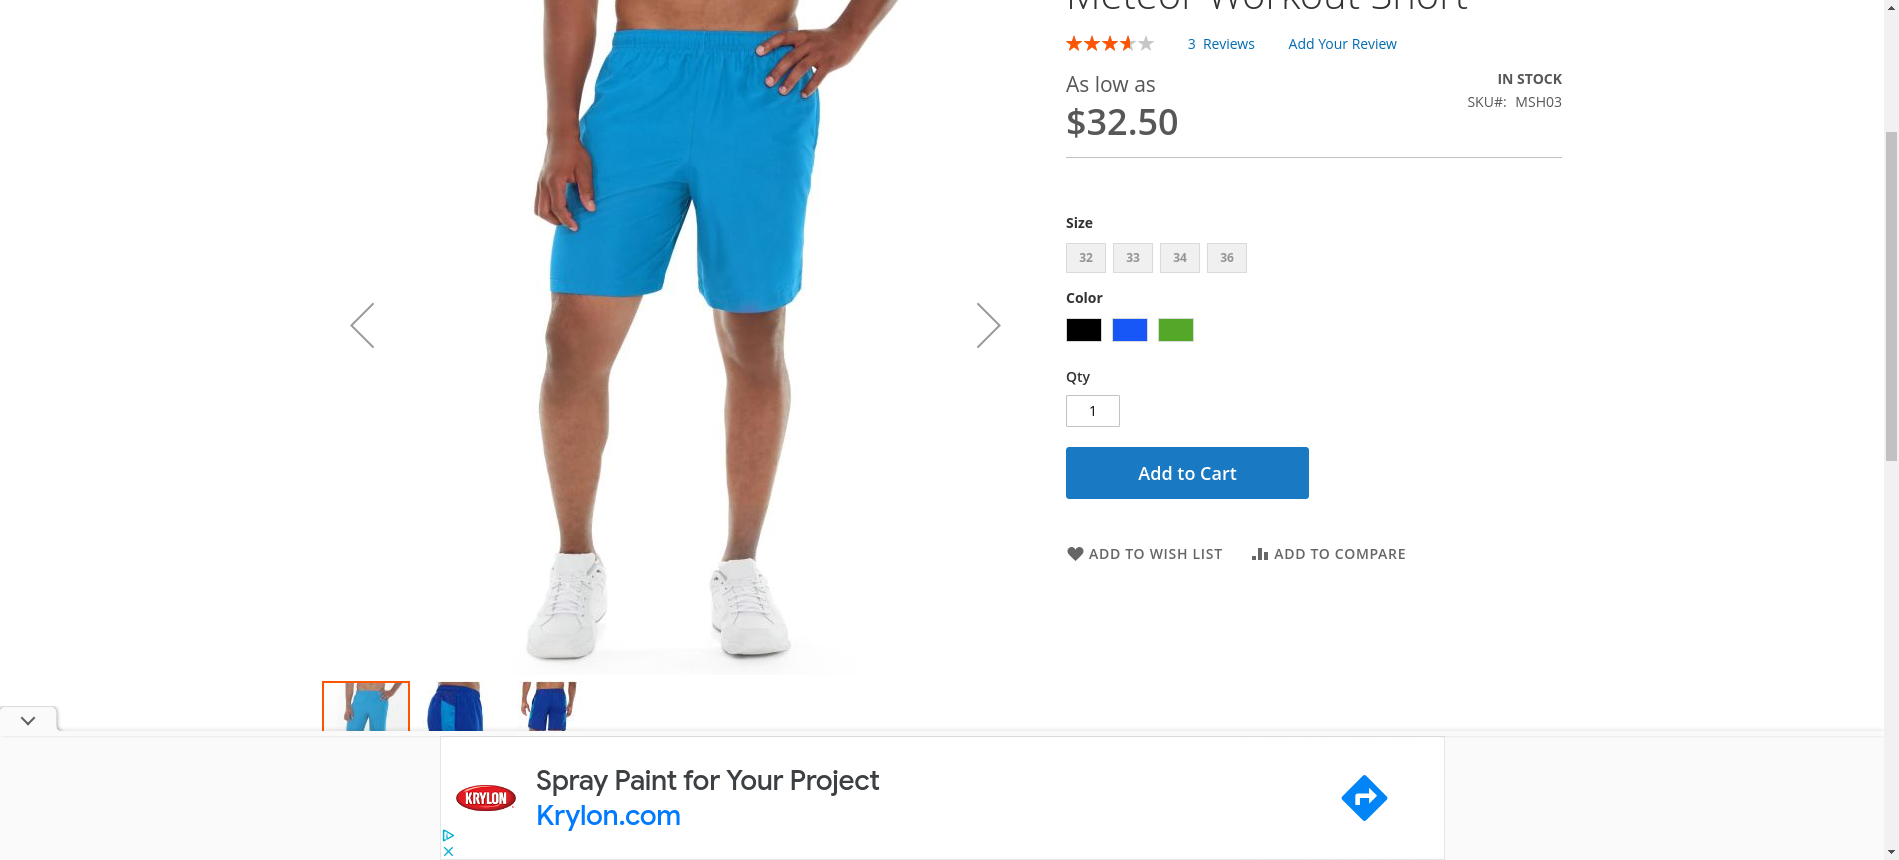 Meteor Workout Short
3 Reviews Add Your Review
As low as
$32.50
IN STOCK
SKU#: MSH03
Size
32 33 34 36
Color
Qty
1
Add to Cart
ADD TO WISH LIST ADD TO COMPARE
KRYLON
Spray Paint for Your Project
Krylon.com